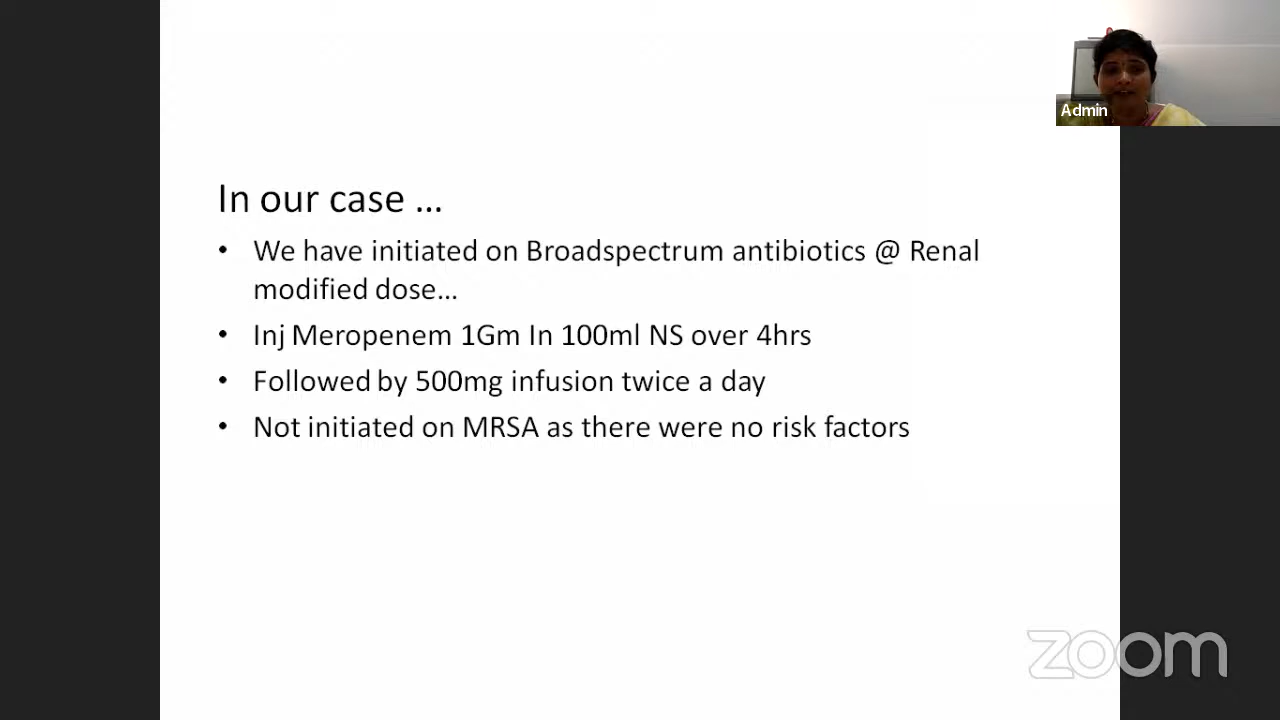 Admin
In our case ...
• We have initiated on Broadspectrum antibiotics @ Renal
modified dose...
• Inj Meropenem 1Gm In 100ml NS over 4hrs
• Followed by 500mg infusion twice a day
• Not initiated on MRSA as there were no risk factors
zoom